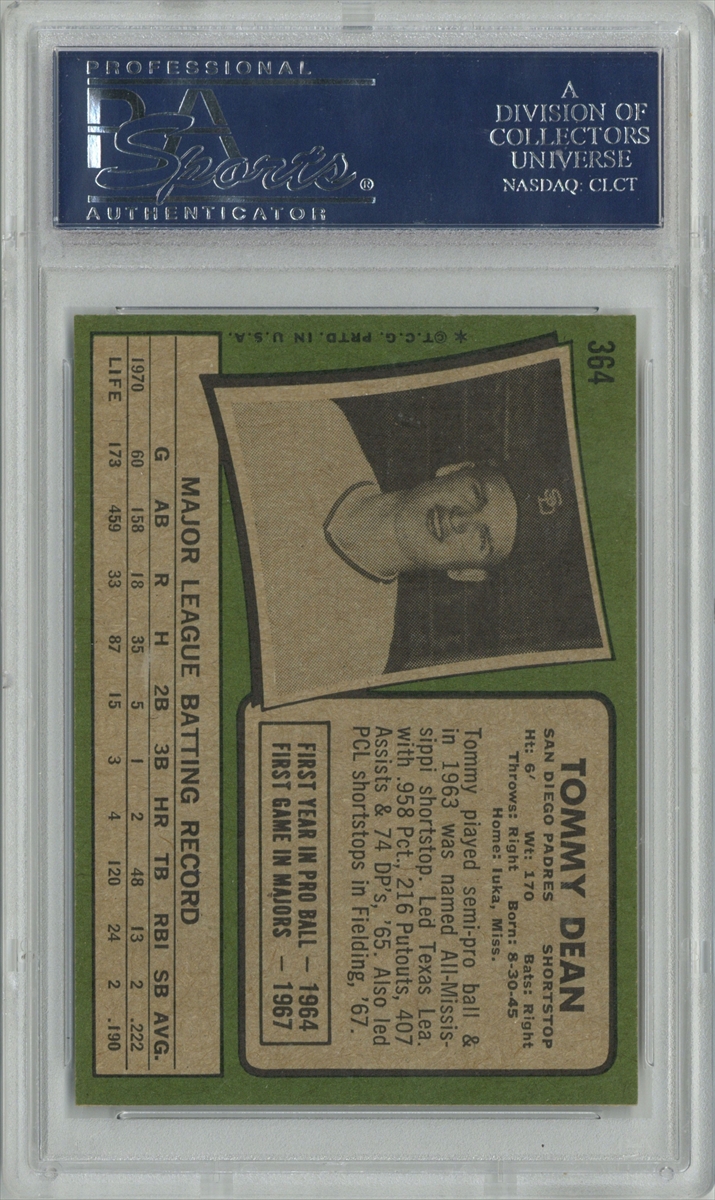 PROFESSIONAL
PSA
Sports®
AUTHENTICATOR
A
DIVISION OF
COLLECTORS
UNIVERSE
NASDAQ: CLCT
364
*©T.C.G. PRTD. IN U.S.A.
SD
TOMMY DEAN
SAN DIEGO PADRES SHORTSTOP
Ht: 6' Wt: 170 Bats: Right
Throws: Right Born: 8-30-45
Home: Iuka, Miss.
Tommy played semi-pro ball &
in 1963 was named All-Missis-
sippi shortstop. Led Texas Lea.
with .958 Pct., 216 Putouts, 407
Assists & 74 DP's, '65. Also led
PCL shortstops in Fielding, '67.
FIRST YEAR IN PRO BALL — 1964
FIRST GAME IN MAJORS — 1967
MAJOR LEAGUE BATTING RECORD
G AB R H 2B 3B HR TB RBI SB AVG.
1970 60 158 18 35 5 1 2 48 13 2 .222
LIFE 173 459 33 87 15 3 4 120 24 2 .190